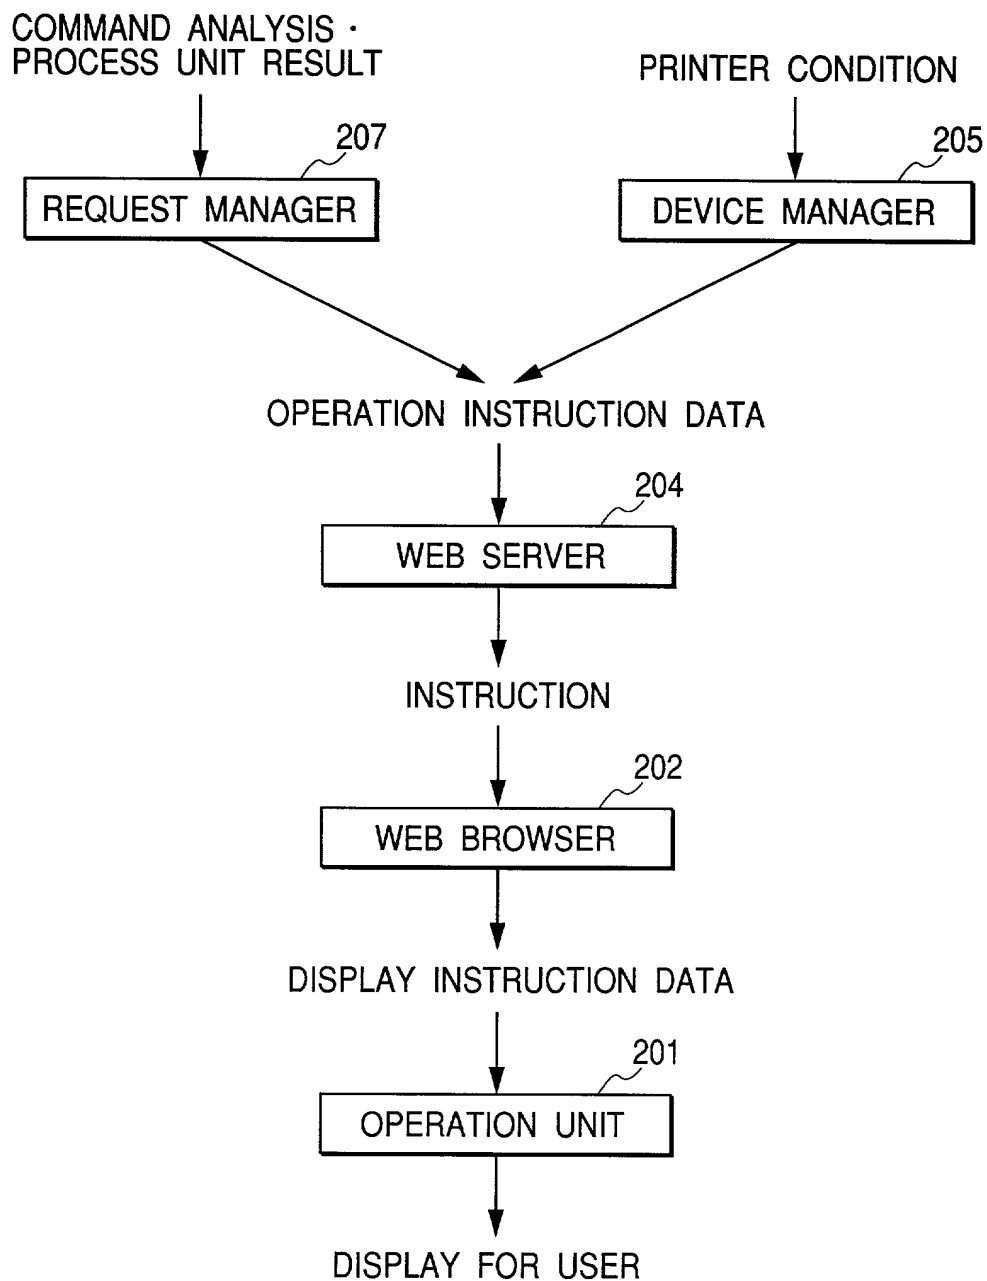 COMMAND ANALYSIS ·
PROCESS UNIT RESULT
PRINTER CONDITION
207
205
REQUEST MANAGER
DEVICE MANAGER
OPERATION INSTRUCTION DATA
204
WEB SERVER
INSTRUCTION
202
WEB BROWSER
DISPLAY INSTRUCTION DATA
201
OPERATION UNIT
DISPLAY FOR USER